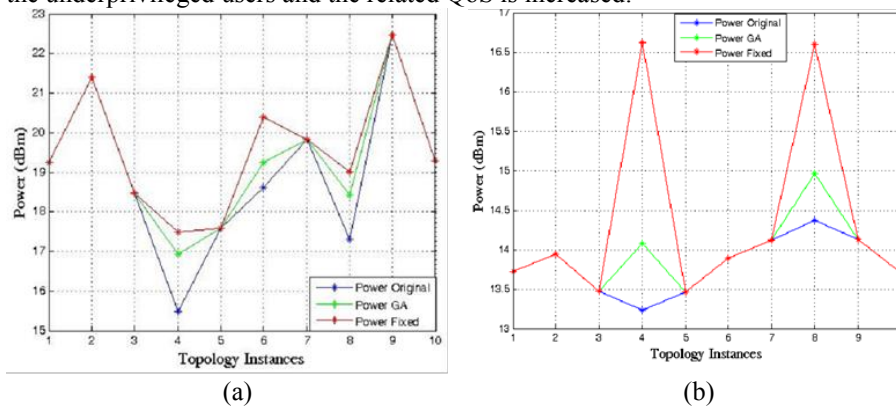 the underprivileged users and the related QoS is increased.
23
22
21
20
19
18
17
16
15
Power (dBm)
1 2 3 4 5 6 7 8 9 10
Topology Instances
Power Original
Power GA
Power Fixed
(a)
17
16.5
16
15.5
15
14.5
14
13.5
13
Power (dBm)
1 2 3 4 5 6 7 8 9
Topology Instances
Power Original
Power GA
Power Fixed
(b)